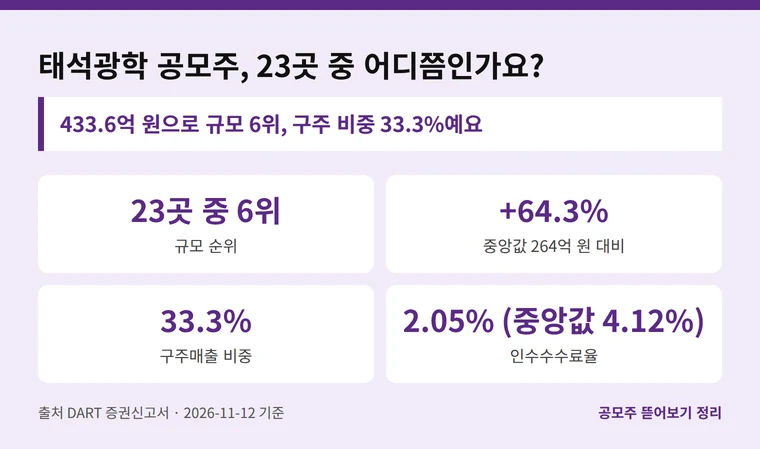 태석광학 공모주, 23곳 중 어디쯤인가요?
433.6억 원으로 규모 6위, 구주 비중 33.3%예요
23곳 중 6위
규모 순위
+64.3%
중앙값 264억 원 대비
33.3%
구주매출 비중
2.05% (중앙값 4.12%)
인수수수료율
출처 DART 증권신고서 · 2026-11-12 기준
공모주 뜯어보기 정리